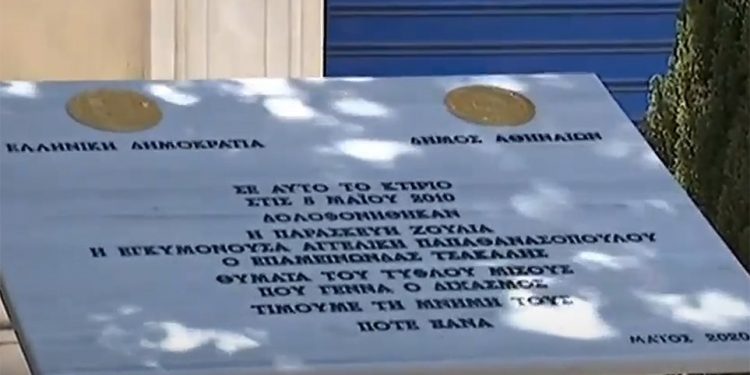 ΕΛΛΗΝΙΚΗ ΔΗΜΟΚΡΑΤΙΑ
ΔΗΜΟΣ ΑΘΗΝΑΙΩΝ
ΣΕ ΑΥΤΟ ΤΟ ΚΤΙΡΙΟ
ΣΤΙΣ 5 ΜΑΪΟΥ 2010
ΔΟΛΟΦΟΝΗΘΗΚΑΝ
Η ΠΑΡΑΣΚΕΥΗ ΖΟΥΛΙΑ
Η ΕΓΚΥΜΟΝΟΥΣΑ ΑΓΓΕΛΙΚΗ ΠΑΠΑΘΑΝΑΣΟΠΟΥΛΟΥ
Ο ΕΠΑΜΕΙΝΩΝΔΑΣ ΤΣΑΚΑΛΗΣ
ΘΥΜΑΤΑ ΤΟΥ ΤΥΦΛΟΥ ΜΙΣΟΥΣ
ΠΟΥ ΓΕΝΝΑ Ο ΔΙΧΑΣΜΟΣ
ΤΙΜΟΥΜΕ ΤΗ ΜΝΗΜΗ ΤΟΥΣ
ΠΟΤΕ ΞΑΝΑ
ΜΑΙΟΣ 2020